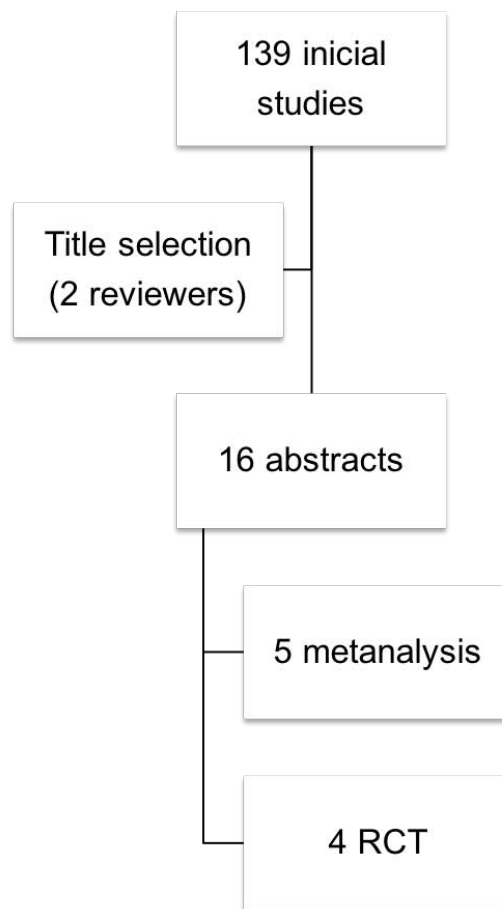 139 inicial
studies
Title selection
(2 reviewers)
16 abstracts
5 metanalysis
4 RCT